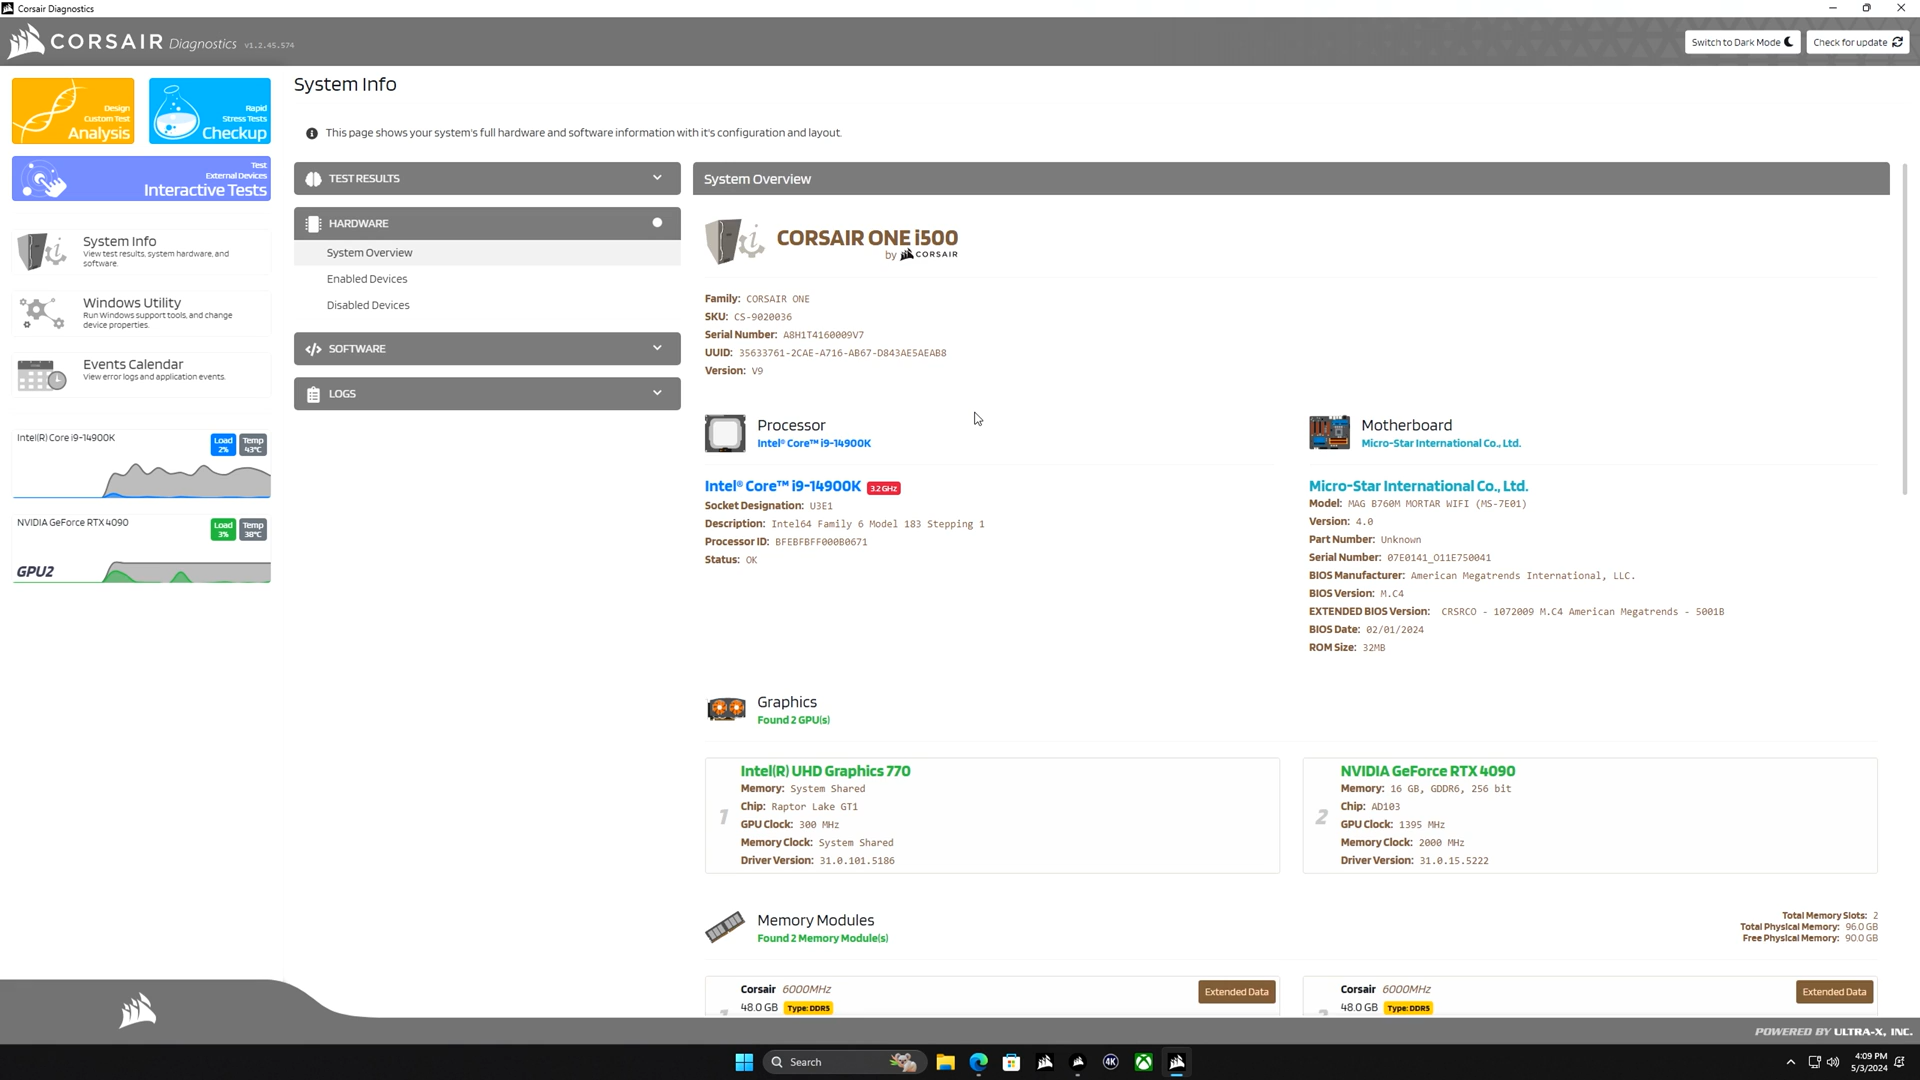 Corsair Diagnostics
CORSAIR Diagnostics v1.2.45.574
Switch to Dark Mode
Check for update
Design
Custom Test
Analysis
Rapid
Stress Tests
Checkup
Test
External Devices
Interactive Tests
System Info
View test results, system hardware, and
software.
Windows Utility
Run Windows support tools, and change
device properties.
Events Calendar
View error logs and application events.
Intel(R) Core i9-14900K
Load
2%
Temp
43°C
NVIDIA GeForce RTX 4090
Load
3%
Temp
38°C
GPU2
System Info
This page shows your system's full hardware and software information with it's configuration and layout.
TEST RESULTS
HARDWARE
System Overview
Enabled Devices
Disabled Devices
SOFTWARE
LOGS
System Overview
CORSAIR ONE i500
by CORSAIR
Family: CORSAIR ONE
SKU: CS-9020036
Serial Number: A8H1T4160009V7
UUID: 35633761-2CAE-A716-AB67-D843AE5AEAB8
Version: V9
Processor
Intel® Core™ i9-14900K
Intel® Core™ i9-14900K 3.2 GHz
Socket Designation: U3E1
Description: Intel64 Family 6 Model 183 Stepping 1
Processor ID: BFEBFBFF000B0671
Status: OK
Motherboard
Micro-Star International Co., Ltd.
Micro-Star International Co., Ltd.
Model: MAG B760M MORTAR WIFI (MS-7E01)
Version: 4.0
Part Number: Unknown
Serial Number: 07E0141_O11E750041
BIOS Manufacturer: American Megatrends International, LLC.
BIOS Version: M.C4
EXTENDED BIOS Version: CRSRCO - 1072009 M.C4 American Megatrends - 5001B
BIOS Date: 02/01/2024
ROM Size: 32MB
Graphics
Found 2 GPU(s)
1
Intel(R) UHD Graphics 770
Memory: System Shared
Chip: Raptor Lake GT1
GPU Clock: 300 MHz
Memory Clock: System Shared
Driver Version: 31.0.101.5186
2
NVIDIA GeForce RTX 4090
Memory: 16 GB, GDDR6, 256 bit
Chip: AD103
GPU Clock: 1395 MHz
Memory Clock: 2000 MHz
Driver Version: 31.0.15.5222
Memory Modules
Found 2 Memory Module(s)
Total Memory Slots: 2
Total Physical Memory: 96.0 GB
Free Physical Memory: 90.0 GB
Corsair 6000MHz
48.0 GB Type: DDR5
Extended Data
Corsair 6000MHz
48.0 GB Type: DDR5
Extended Data
POWERED BY ULTRA-X, INC.
Search
4K
4:09 PM
5/3/2024